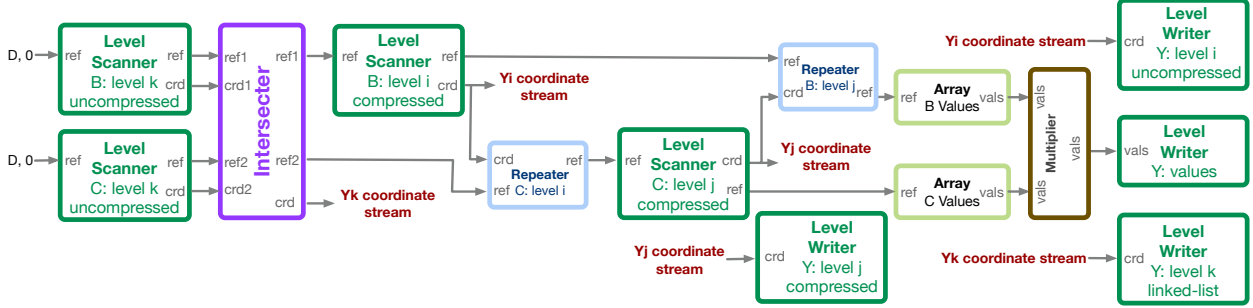 D, 0
ref
Level
Scanner
B: level k
uncompressed
ref
crd
D, 0
ref
Level
Scanner
C: level k
uncompressed
ref
crd
Intersecter
ref1
crd1
ref2
crd2
ref1
ref2
crd
Yk coordinate
stream
ref
Level
Scanner
B: level i
compressed
ref
crd
Yi coordinate
stream
crd
ref
Repeater
C: level i
ref
ref
Level
Scanner
C: level j
compressed
crd
ref
Yj coordinate
stream
ref
crd
Repeater
B: level j
ref
ref
Array
B Values
vals
ref
Array
C Values
vals
vals
vals
Multiplier
vals
Yi coordinate stream
crd
Level
Writer
Y: level i
uncompressed
vals
Level
Writer
Y: values
Yj coordinate
stream
crd
Level
Writer
Y: level j
compressed
Yk coordinate stream
crd
Level
Writer
Y: level k
linked-list